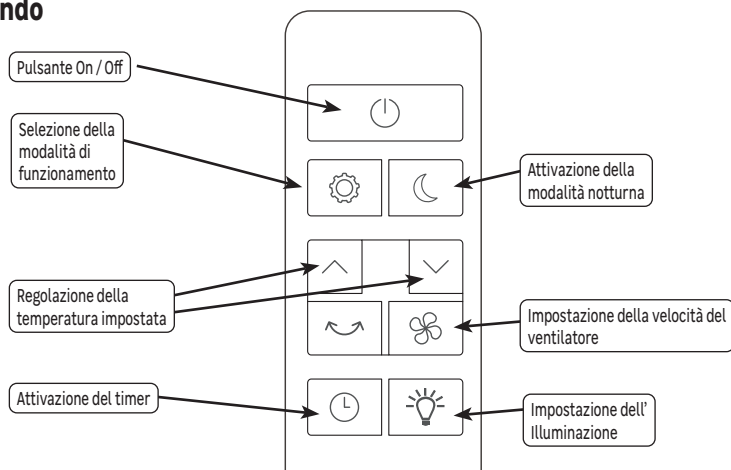 ndo
Pulsante On / Off
Selezione della
modalità di
funzionamento
Attivazione della
modalità notturna
Regolazione della
temperatura impostata
Impostazione della velocità del
ventilatore
Attivazione del timer
Impostazione dell'
Illuminazione